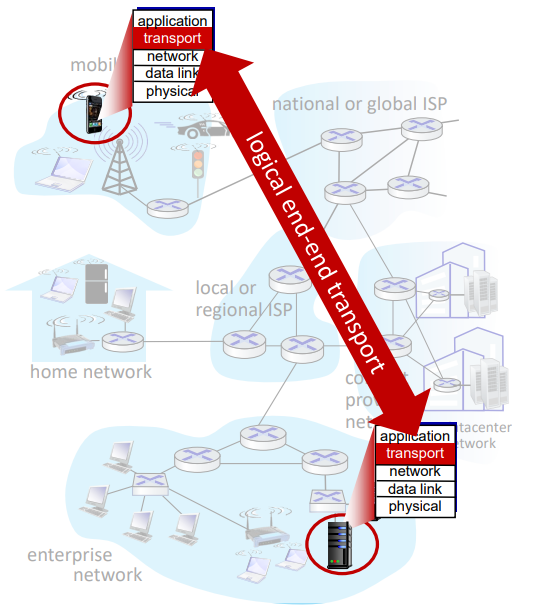 application
transport
network
data link
physical
mobil
national or global ISP
logical end-end transport
local or
regional ISP
home network
co
pro
net
tacenter
twork
application
transport
network
data link
physical
enterprise
network